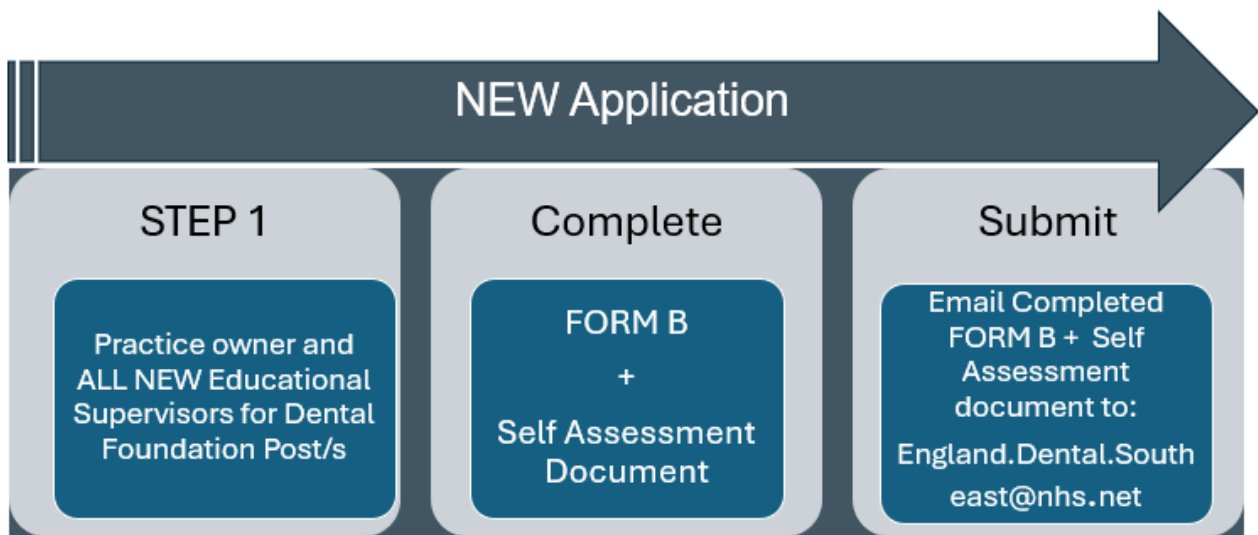 NEW Application
STEP 1
Practice owner and
ALL NEW Educational
Supervisors for Dental
Foundation Post/s
Complete
FORM B
+
Self Assessment
Document
Submit
Email Completed
FORM B + Self
Assessment
document to:
England.Dental.South
east@nhs.net